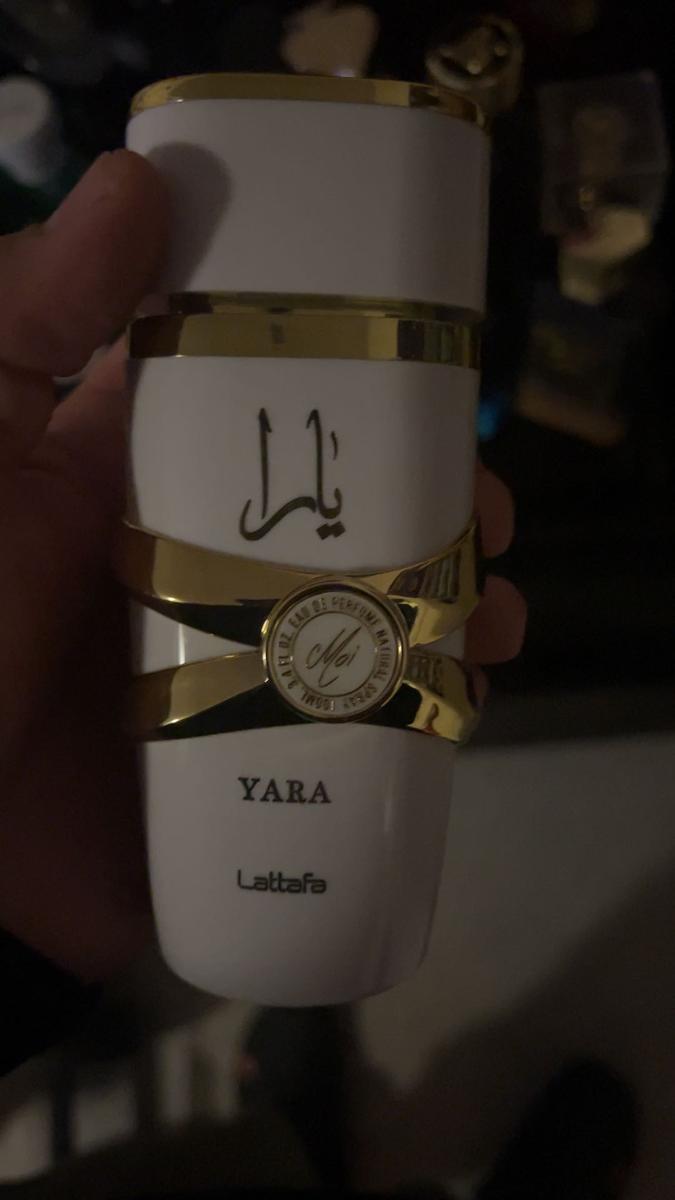 يارا
EAU DE PERFUME NATURAL SPRAY 100ML 3.4 FL OZ.
Moi
YARA
Lattafa